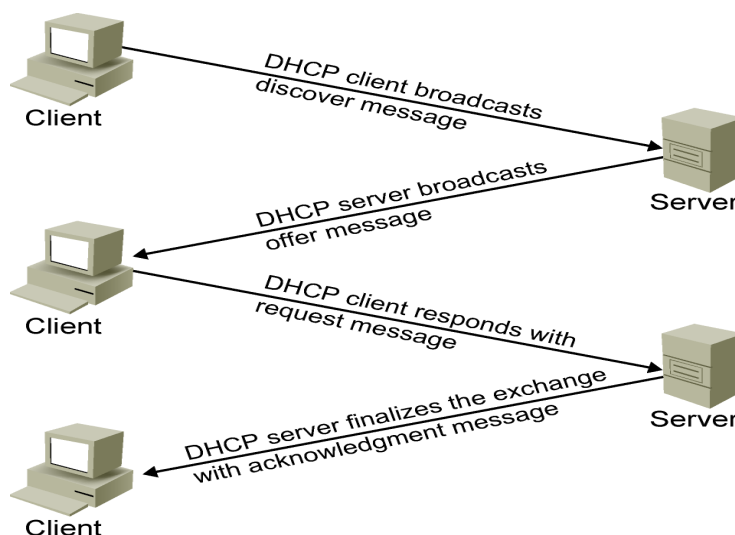 DHCP client broadcasts
discover message
Client
Server
DHCP server broadcasts
offer message
Client
DHCP client responds with
request message
Server
DHCP server finalizes the exchange
with acknowledgment message
Client